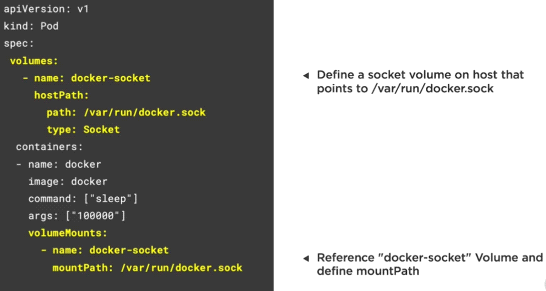 apiVersion: v1
kind: Pod
spec:
 volumes:
   - name: docker-socket
     hostPath:
       path: /var/run/docker.sock
       type: Socket
  containers:
  - name: docker
    image: docker
    command: ["sleep"]
    args: ["100000"]
    volumeMounts:
      - name: docker-socket
        mountPath: /var/run/docker.sock
Define a socket volume on host that
points to /var/run/docker.sock
Reference "docker-socket" Volume and
define mountPath